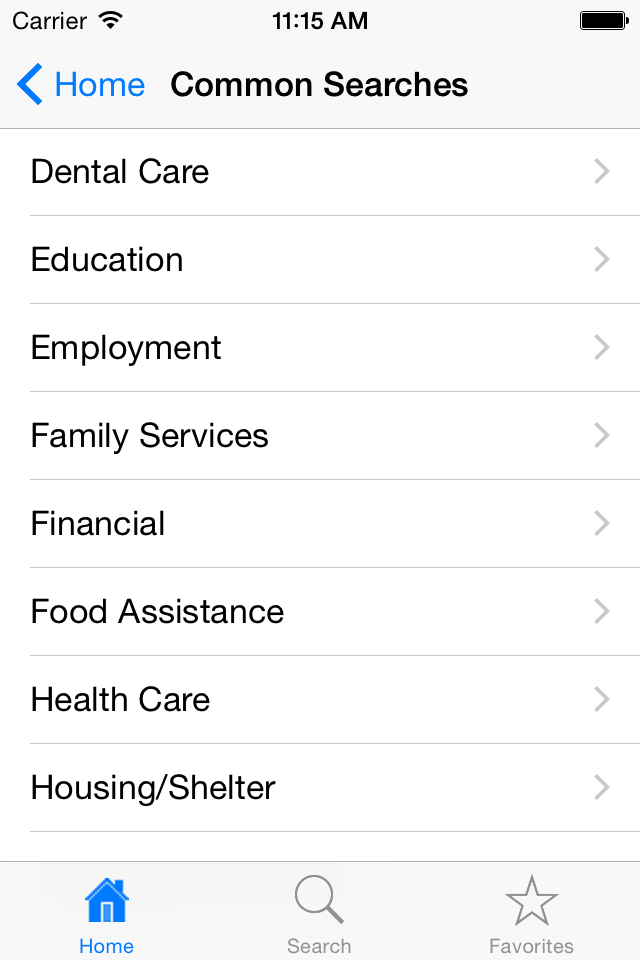 Carrier 11:15 AM
Home Common Searches
Dental Care
Education
Employment
Family Services
Financial
Food Assistance
Health Care
Housing/Shelter
Home Search Favorites